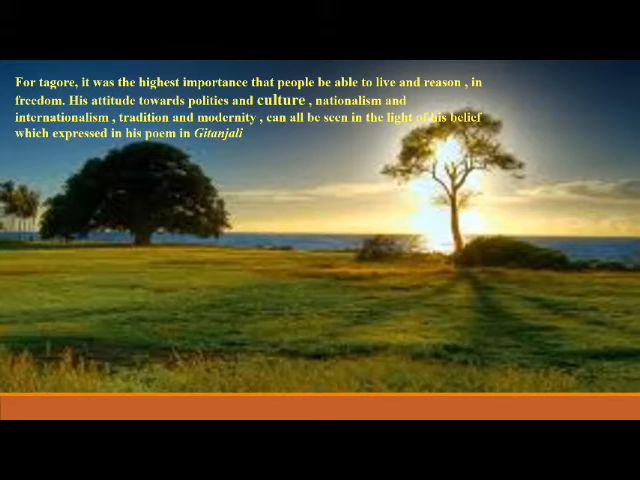 For tagore, it was the highest importance that people be able to live and reason , in
freedom. His attitude towards politics and culture , nationalism and
internationalism , tradition and modernity , can all be seen in the light of his belief
which expressed in his poem in Gitanjali